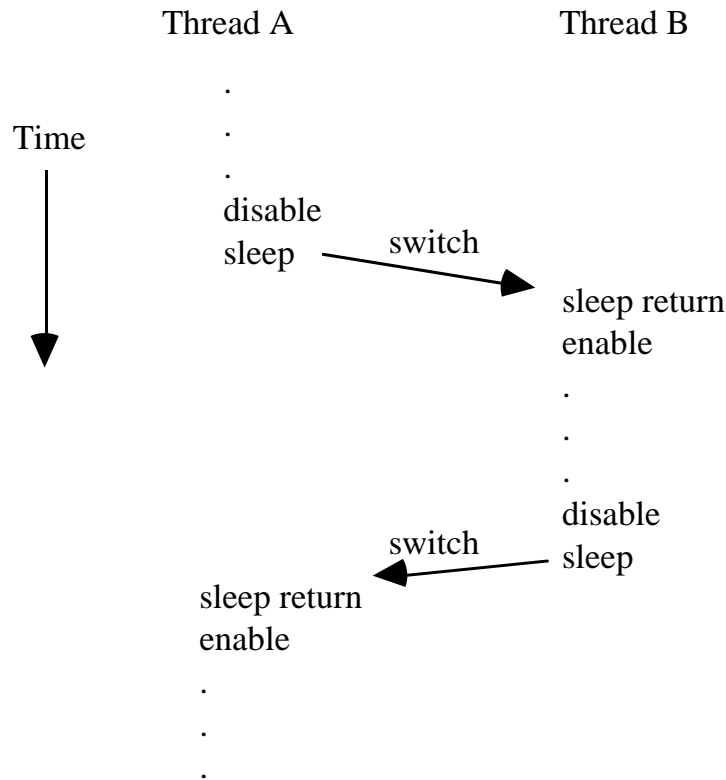 Thread A
Thread B
.
.
.
Time
disable
sleep
switch
sleep return
enable
.
.
.
disable
sleep
switch
sleep return
enable
.
.
.